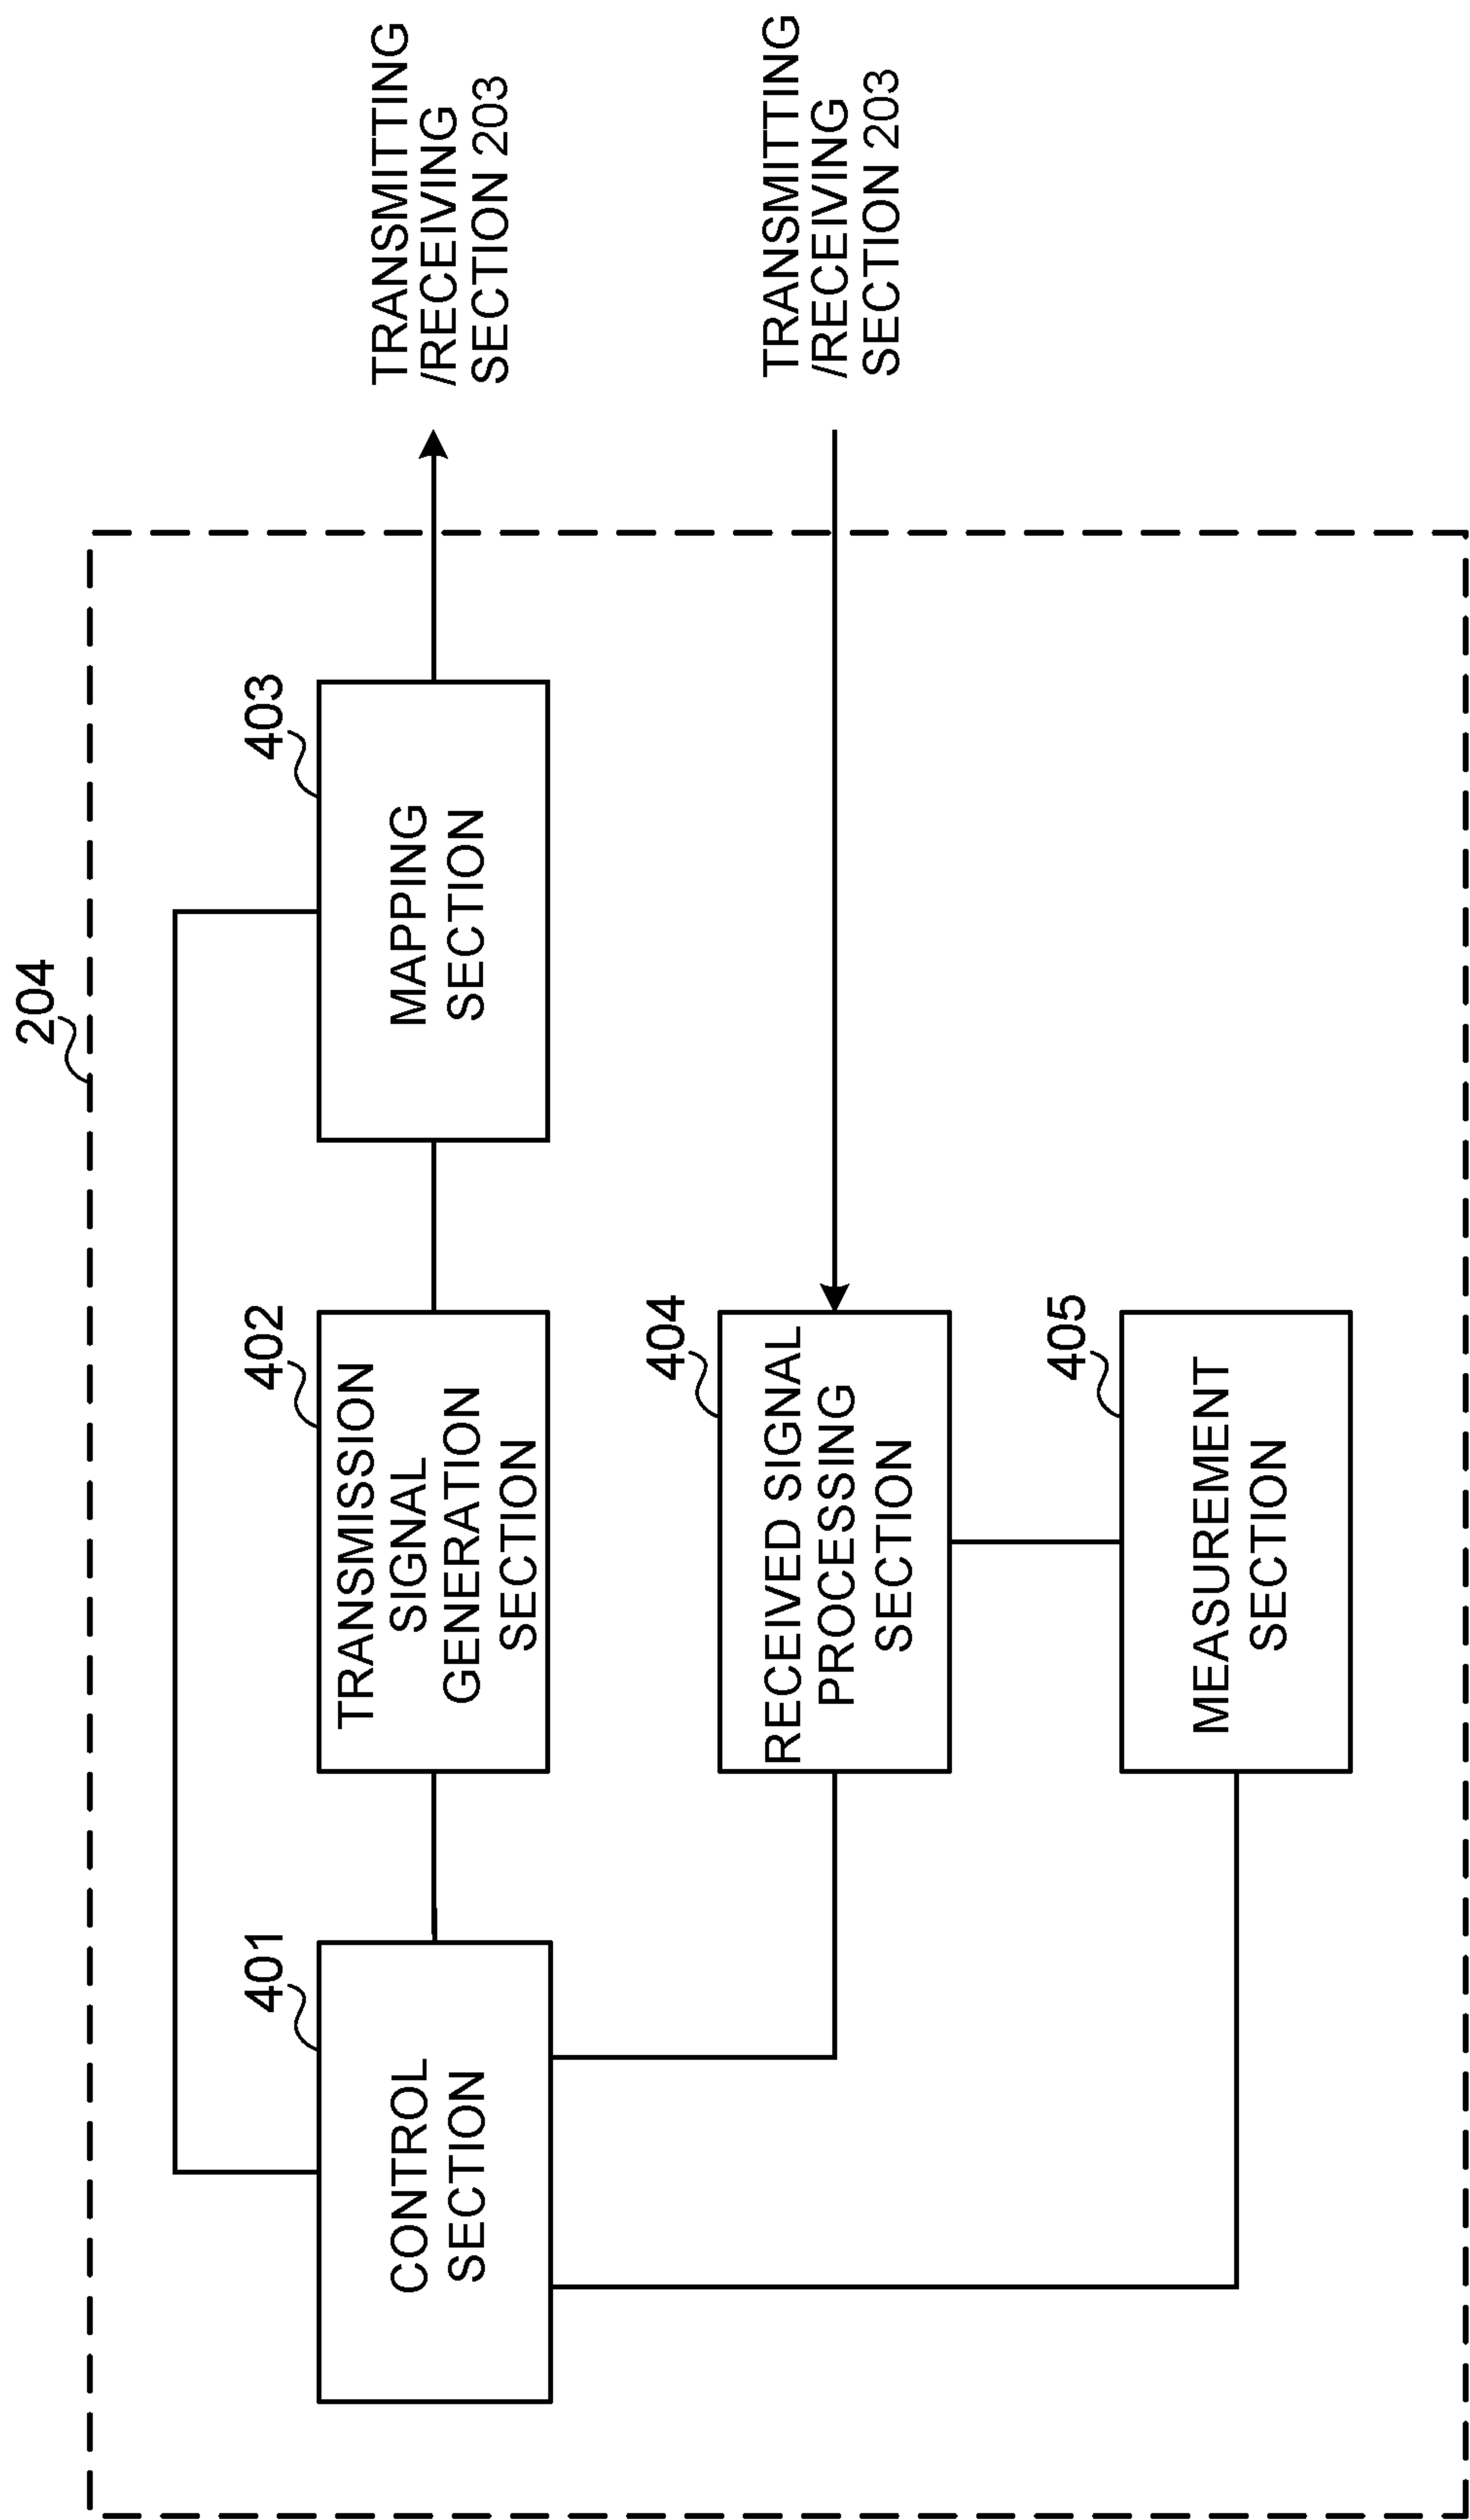 204
401
CONTROL
SECTION
402
TRANSMISSION
SIGNAL
GENERATION
SECTION
403
MAPPING
SECTION
TRANSMITTING
/RECEIVING
SECTION 203
404
RECEIVED SIGNAL
PROCESSING
SECTION
TRANSMITTING
/RECEIVING
SECTION 203
405
MEASUREMENT
SECTION